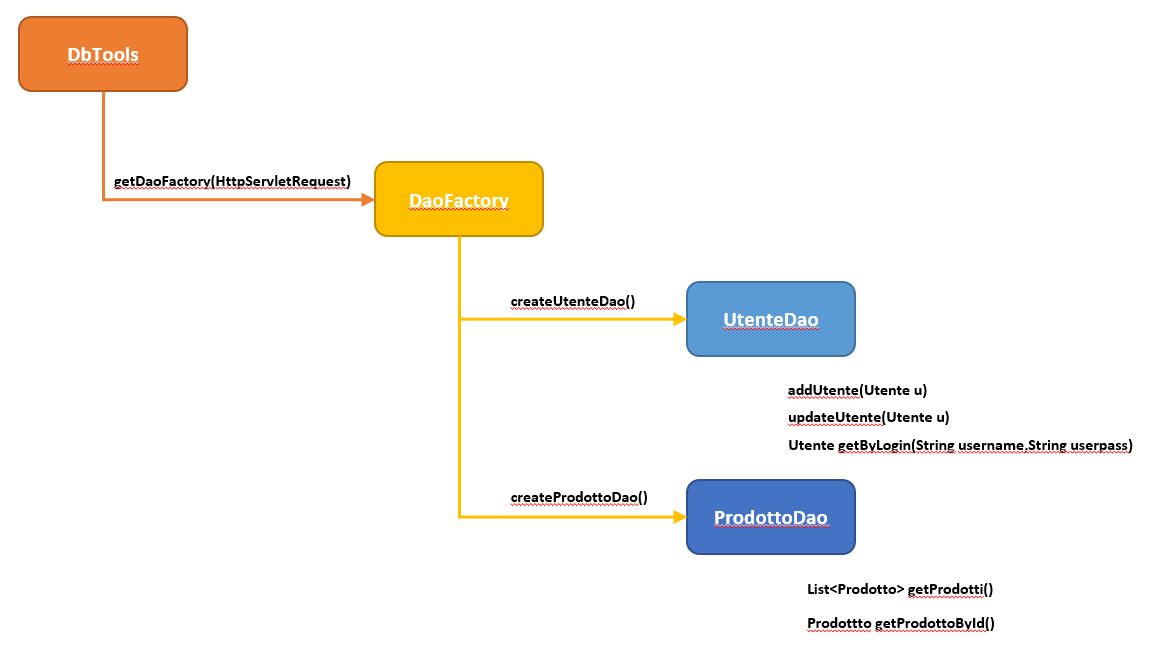 DbTools
getDaoFactory(HttpServletRequest)
DaoFactory
createUtenteDao()
UtenteDao
addUtente(Utente u)
updateUtente(Utente u)
Utente getByLogin(String username,String userpass)
createProdottoDao()
ProdottoDao
List<Prodotto> getProdotti()
Prodottto getProdottoById()